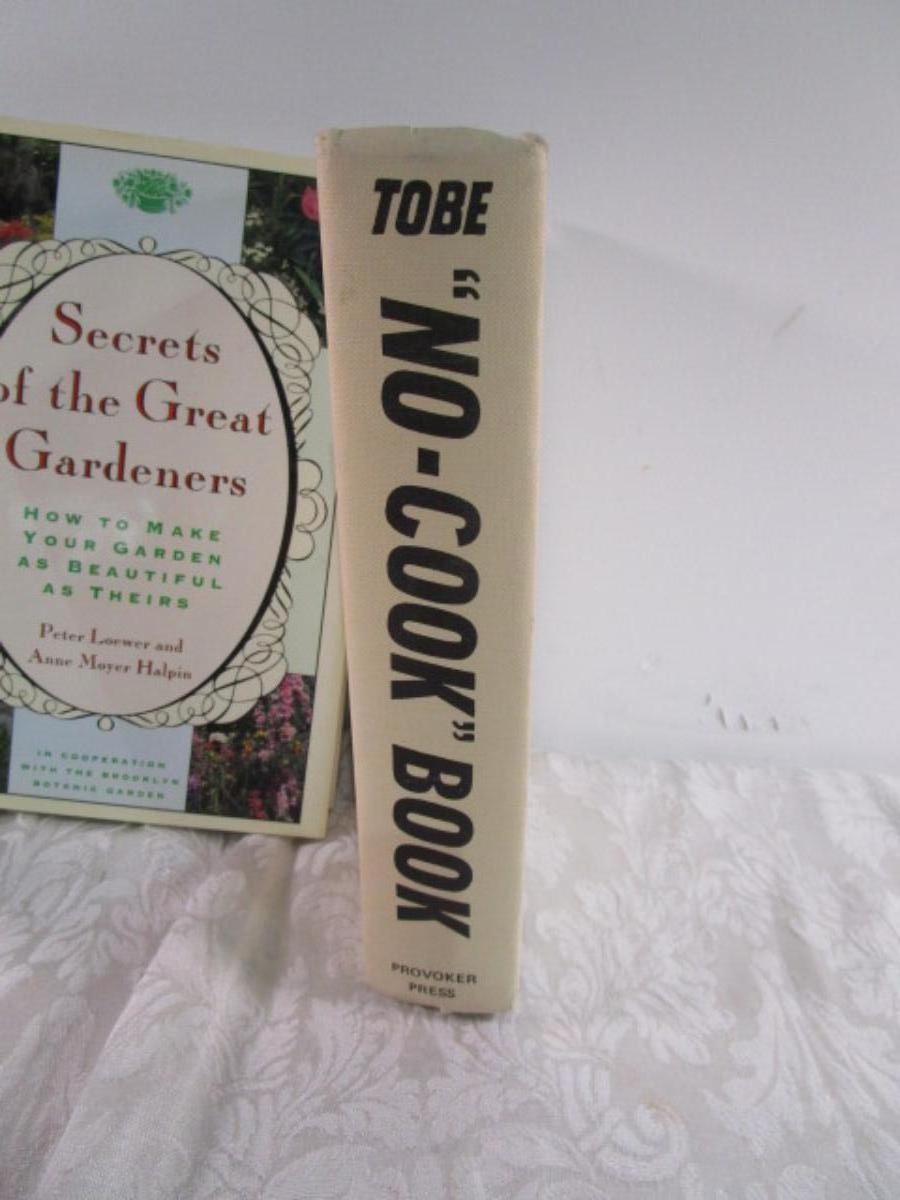 Secrets
of the Great
Gardeners
HOW TO MAKE
YOUR GARDEN
AS BEAUTIFUL
AS THEIRS
Peter Loewer and
Anne Moyer Halpin
IN COOPERATION
WITH THE BROOKLYN
BOTANIC GARDEN
TOBE
“NO-COOK” BOOK
PROVOKER
PRESS